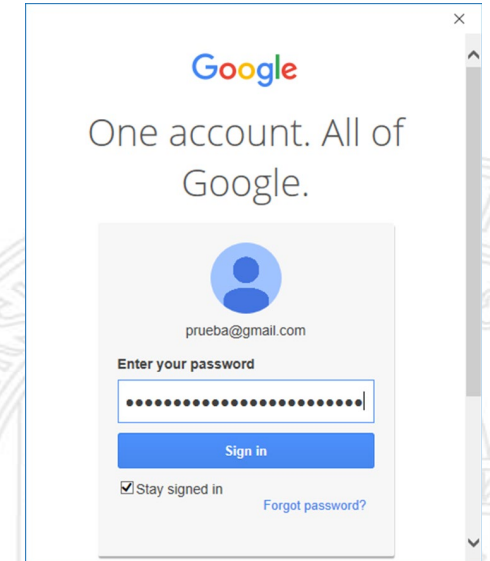 Google
One account. All of
Google.
prueba@gmail.com
Enter your password
Sign in
Stay signed in
Forgot password?